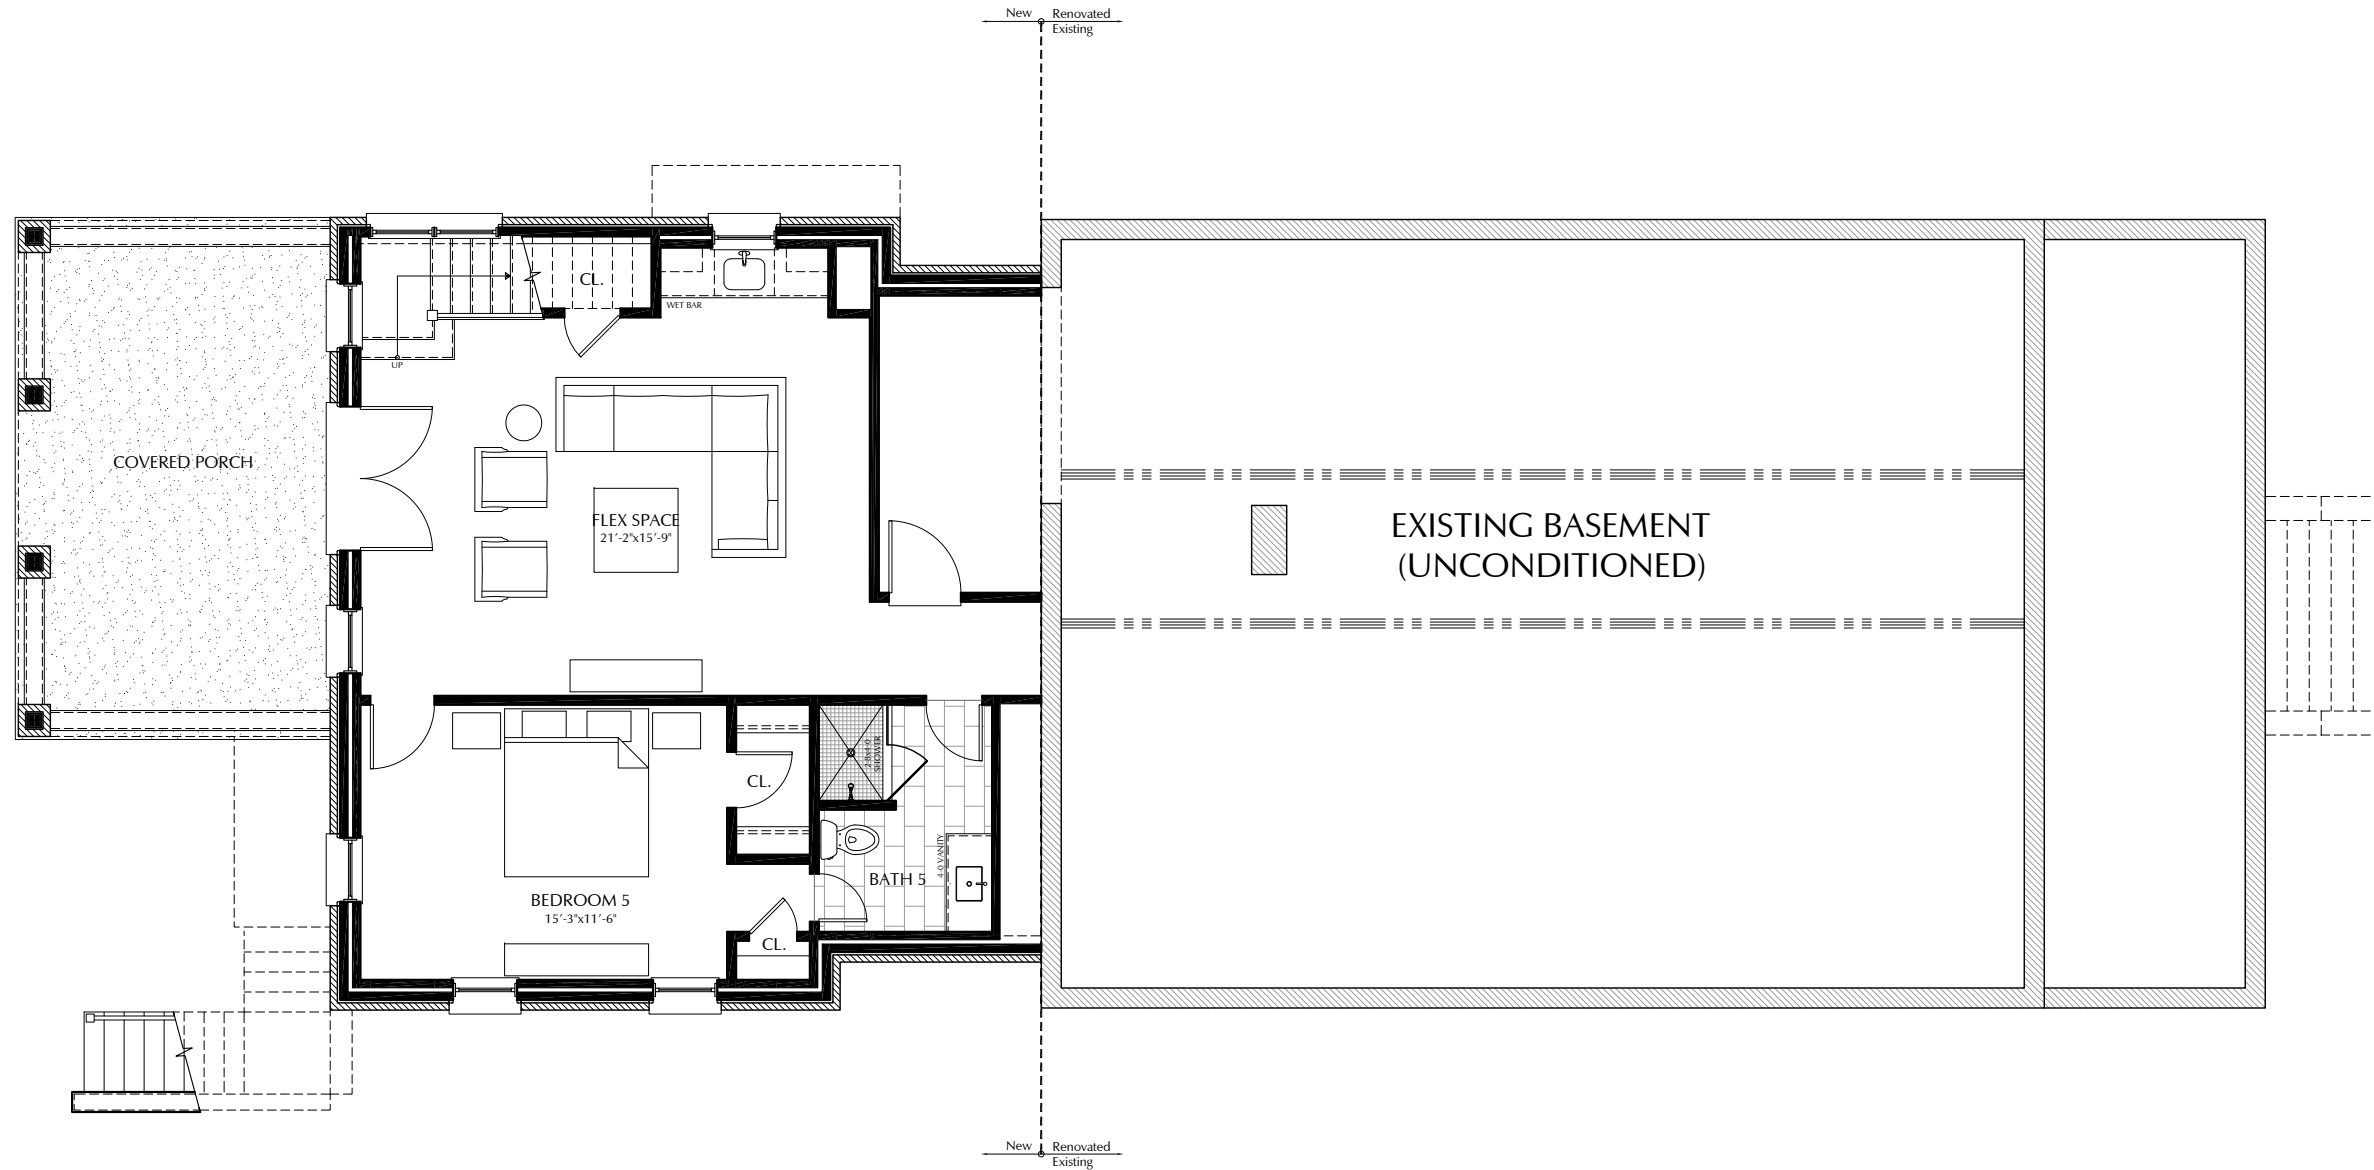 New
Renovated
Existing
CL.
WET BAR
UP
COVERED PORCH
FLEX SPACE
21'-2"x15'-9"
EXISTING BASEMENT
(UNCONDITIONED)
SHOWER
CL.
4-0 VANITY
BATH 5
BEDROOM 5
15'-3"x11'-6"
CL.
New
Renovated
Existing